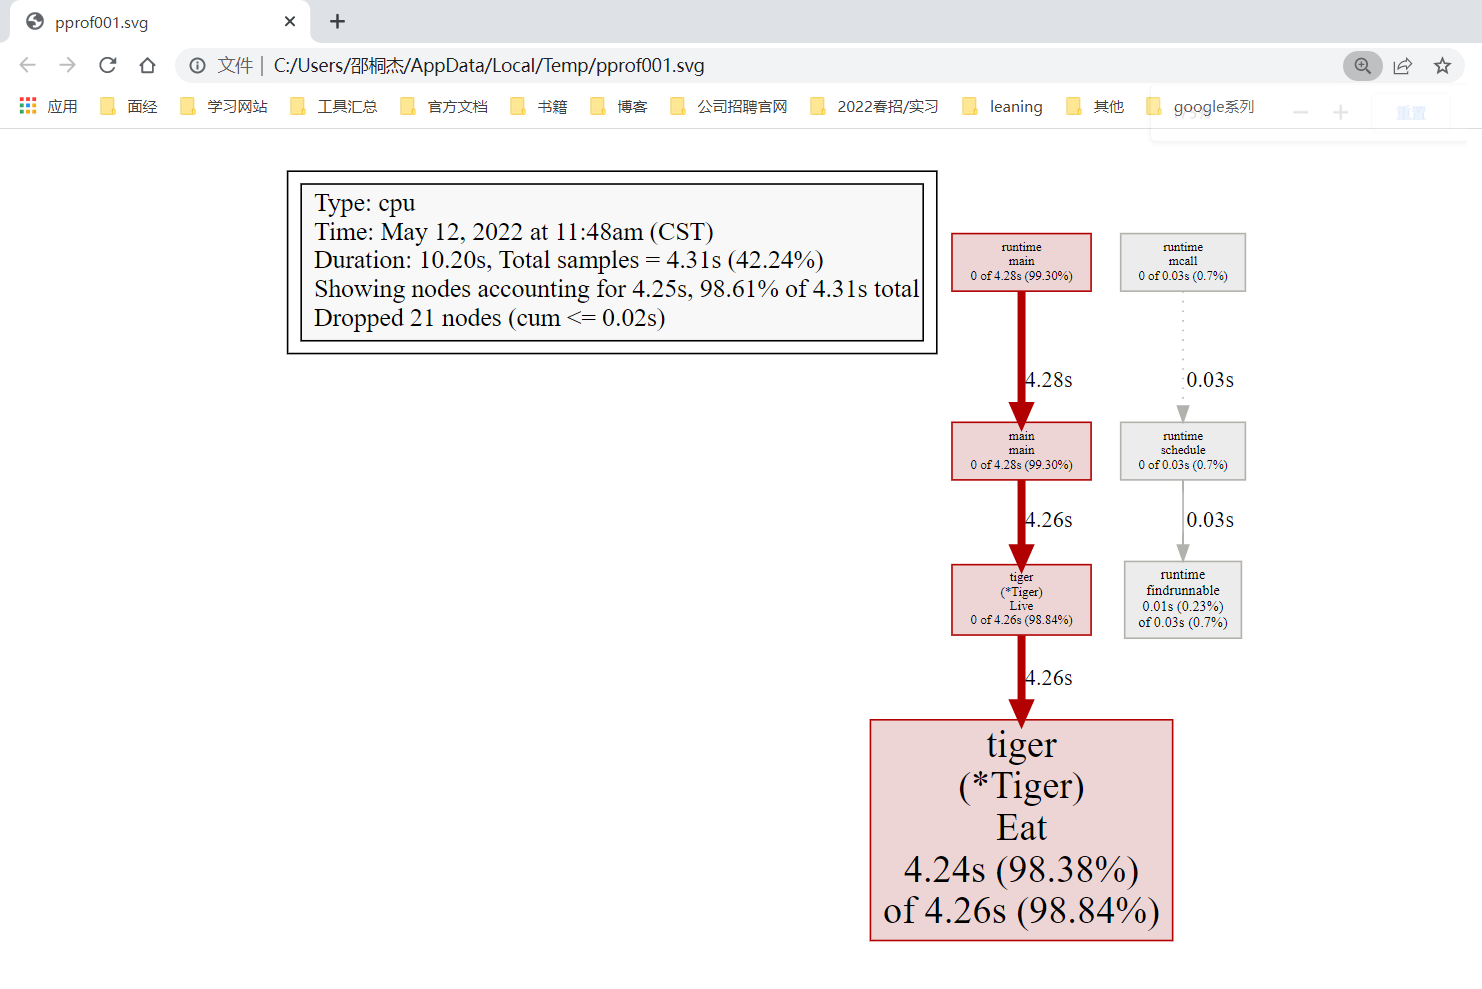 pprof001.svg
文件 | C:/Users/邵桐杰/AppData/Local/Temp/pprof001.svg
应用 面经 学习网站 工具汇总 官方文档 书籍 博客 公司招聘官网 2022春招/实习 leaning 其他 google系列
重置
Type: cpu
Time: May 12, 2022 at 11:48am (CST)
Duration: 10.20s, Total samples = 4.31s (42.24%)
Showing nodes accounting for 4.25s, 98.61% of 4.31s total
Dropped 21 nodes (cum <= 0.02s)
runtime
main
0 of 4.28s (99.30%)
runtime
mcall
0 of 0.03s (0.7%)
4.28s
0.03s
main
main
0 of 4.28s (99.30%)
runtime
schedule
0 of 0.03s (0.7%)
4.26s
0.03s
tiger
(*Tiger)
Live
0 of 4.26s (98.84%)
runtime
findrunnable
0.01s (0.23%)
of 0.03s (0.7%)
4.26s
tiger
(*Tiger)
Eat
4.24s (98.38%)
of 4.26s (98.84%)